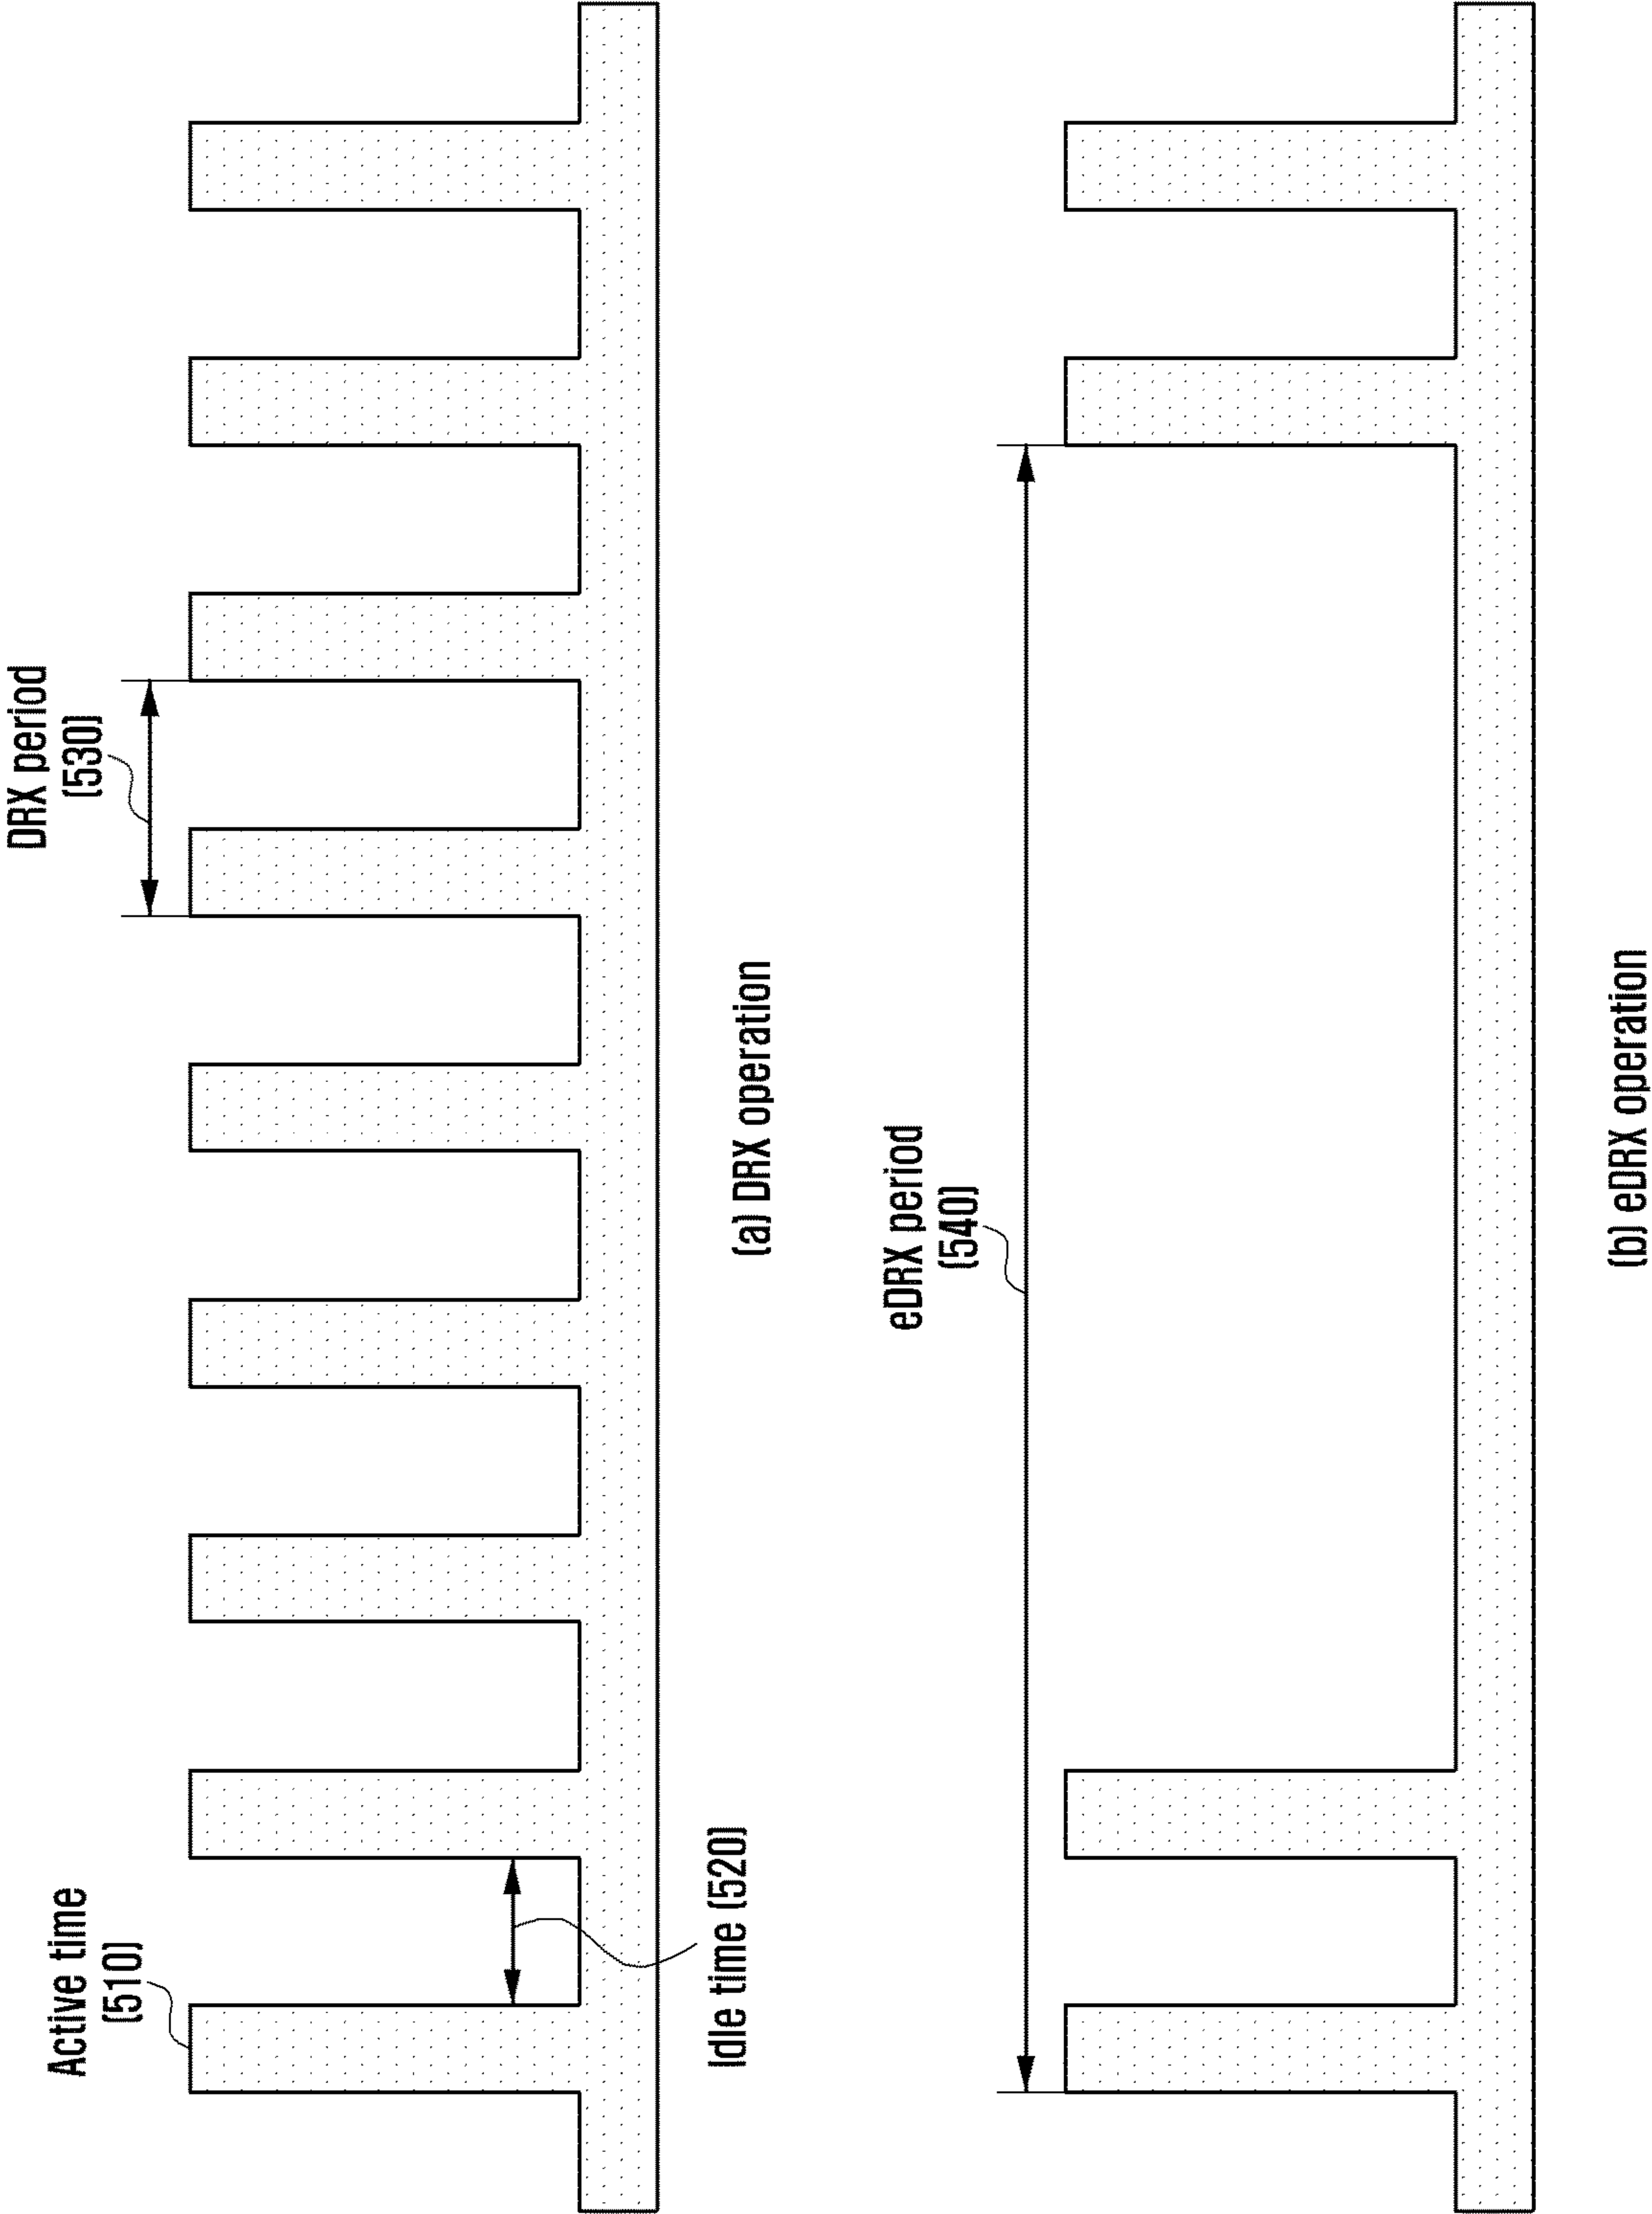 Active time
(510)
DRX period
(530)
Idle time (520)
(a) DRX operation
eDRX period
(540)
(b) eDRX operation